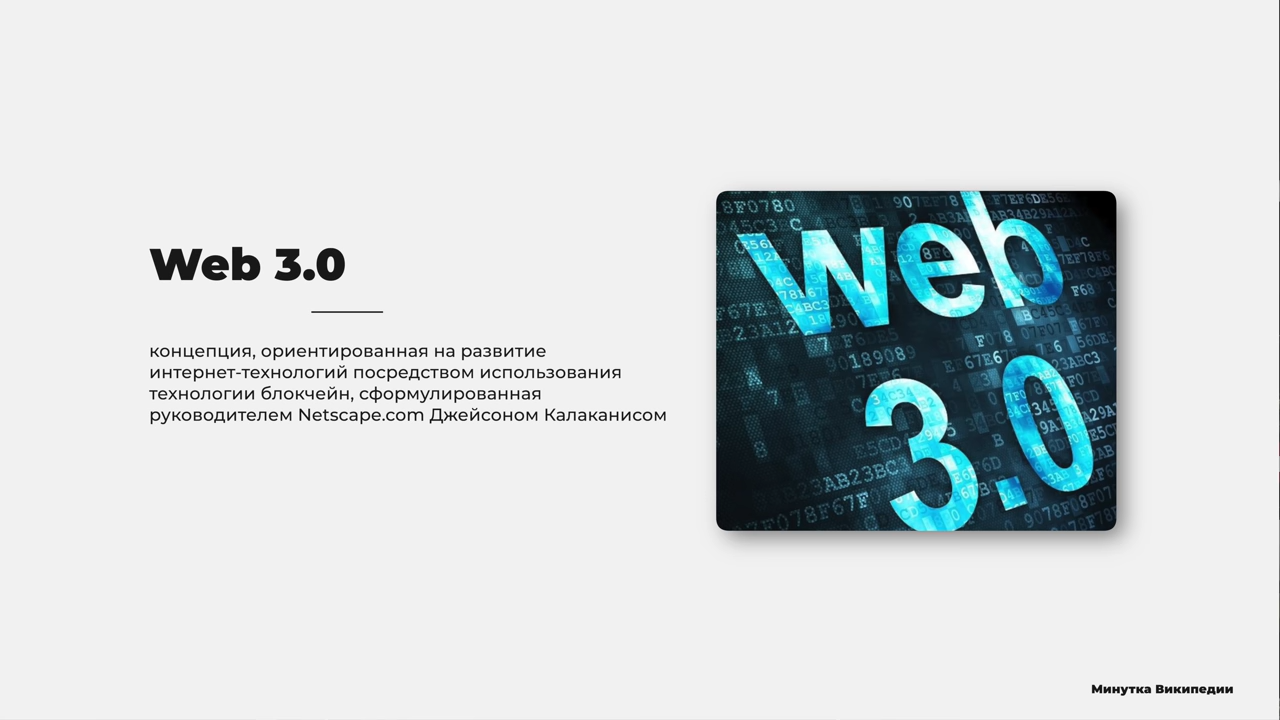 Web 3.0
концепция, ориентированная на развитие
интернет-технологий посредством использования
технологии блокчейн, сформулированная
руководителем Netscape.com Джейсоном Калаканисом
web
3.0
Минутка Википедии